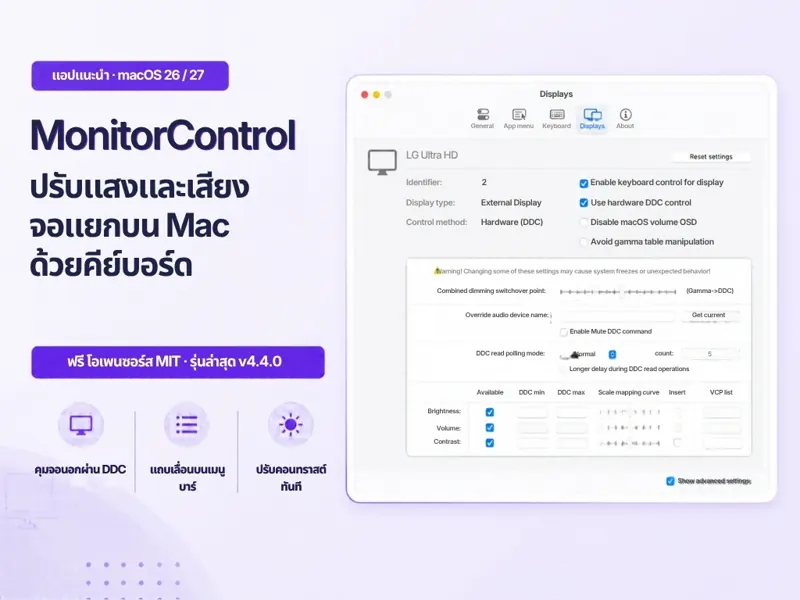 แอปแนะนำ · macOS 26 / 27
MonitorControl
ปรับแสงและเสียง
จอแยกบน Mac
ด้วยคีย์บอร์ด
ฟรี โอเพนซอร์ส MIT · รุ่นล่าสุด v4.4.0
คุมจอนอกผ่าน DDC
แถบเลื่อนบนเมนู
บาร์
ปรับคอนทราสต์
ทันที
Displays
General App menu Keyboard Displays About
LG Ultra HD
Reset settings
Identifier: 2
Enable keyboard control for display
Display type: External Display
Use hardware DDC control
Control method: Hardware (DDC)
Disable macOS volume OSD
Avoid gamma table manipulation
Warning! Changing some of these settings may cause system freezes or unexpected behavior!
Combined dimming switchover point: (Gamma->DDC)
Override audio device name: Get current
Enable Mute DDC command
DDC read polling mode: Normal count: 5
Longer delay during DDC read operations
Available DDC min DDC max Scale mapping curve Insert VCP list
Brightness:
Volume:
Contrast:
Show advanced settings